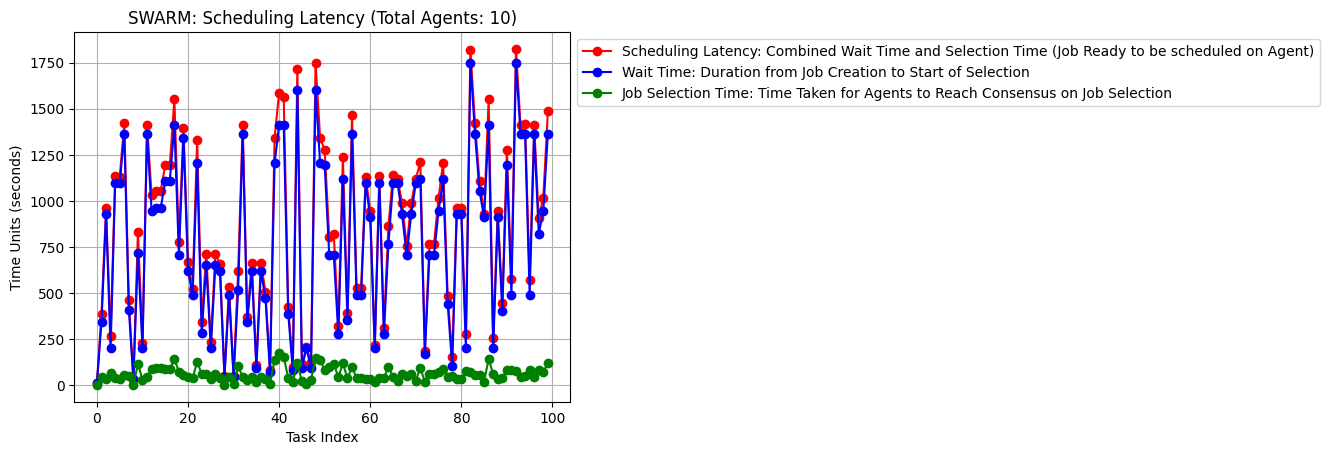 SWARM: Scheduling Latency (Total Agents: 10)
Scheduling Latency: Combined Wait Time and Selection Time (Job Ready to be scheduled on Agent)
Wait Time: Duration from Job Creation to Start of Selection
Job Selection Time: Time Taken for Agents to Reach Consensus on Job Selection
Time Units (seconds)
1750
1500
1250
1000
750
500
250
0
0 20 40 60 80 100
Task Index